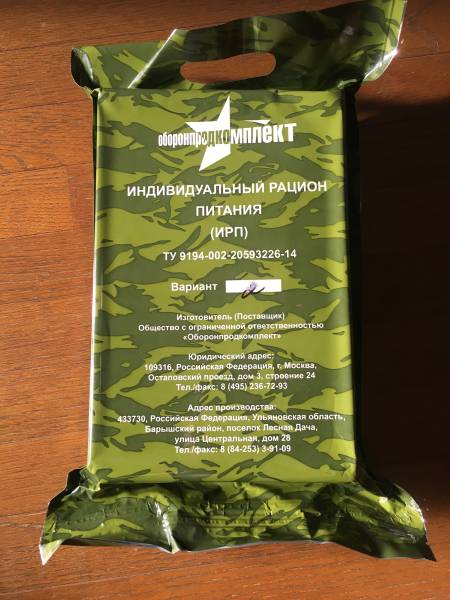 оборонпродкомплект
ИНДИВИДУАЛЬНЫЙ РАЦИОН
ПИТАНИЯ
(ИРП)
ТУ 9194-002-20593226-14
Вариант 2
Изготовитель (Поставщик)
Общество с ограниченной ответственностью
«Оборонпродкомплект»
Юридический адрес:
109316, Российская Федерация, г. Москва,
Остаповский проезд, дом 3, строение 24
Тел./факс: 8 (495) 236-72-93
Адрес производства:
433730, Российская Федерация, Ульяновская область,
Барышский район, поселок Лесная Дача,
улица Центральная, дом 28
Тел./факс: 8 (84-253) 3-91-09